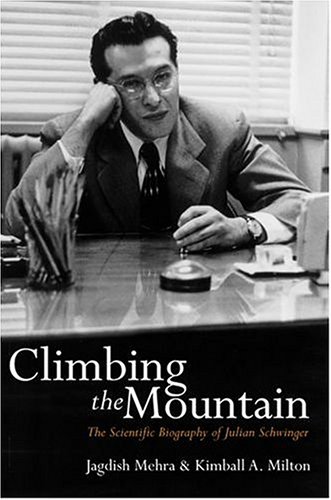 Climbing
the Mountain
The Scientific Biography of Julian Schwinger
Jagdish Mehra & Kimball A. Milton